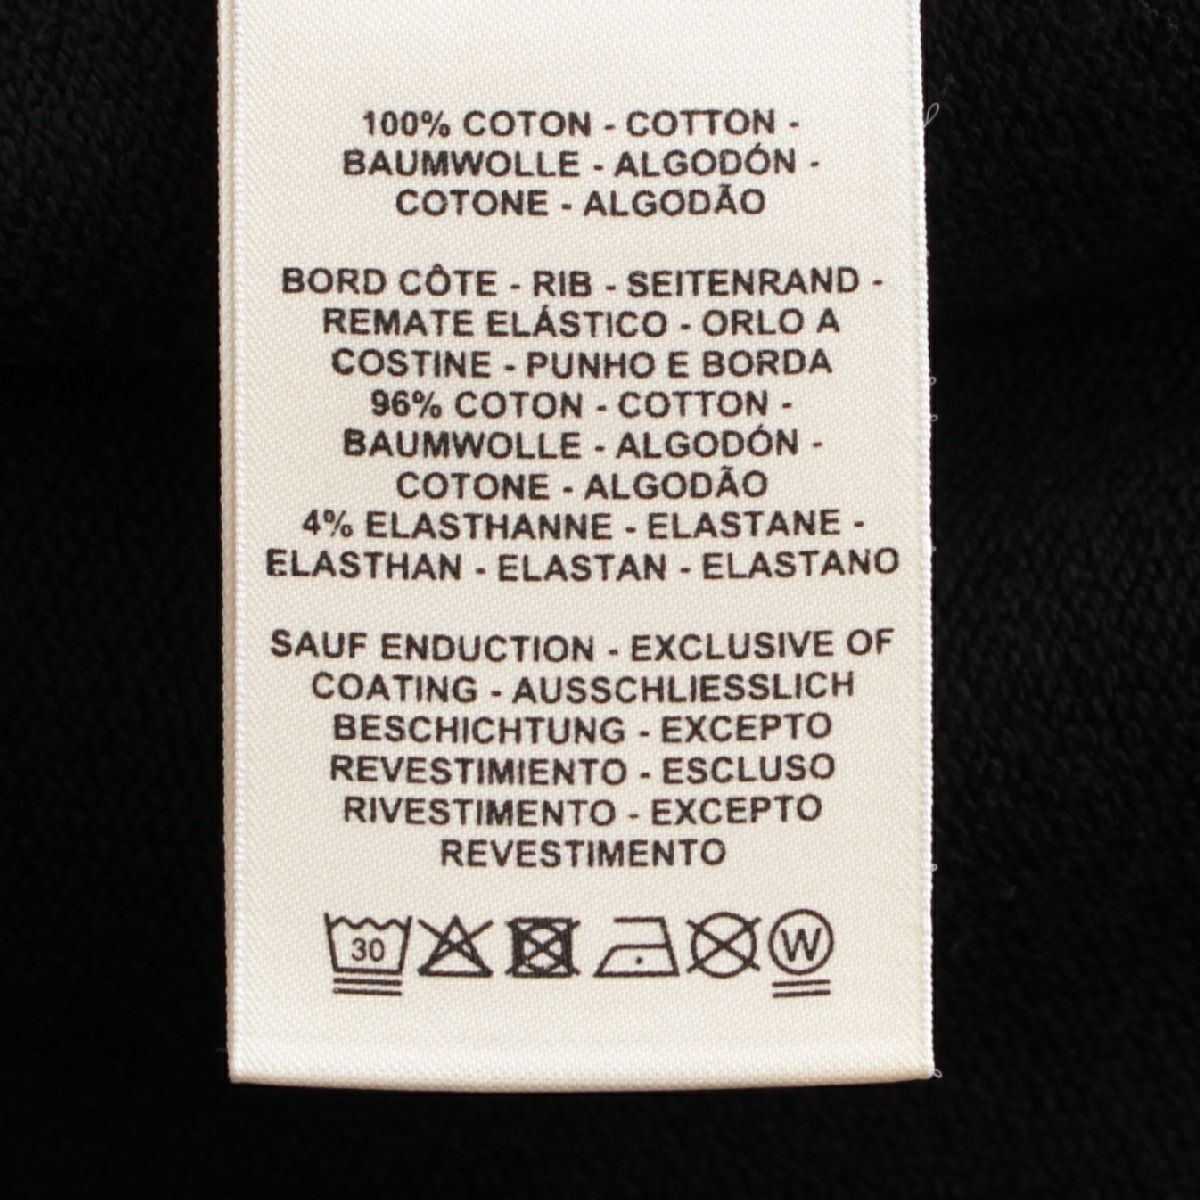 100% COTON - COTTON -
BAUMWOLLE - ALGODÓN -
COTONE - ALGODÃO
BORD CÔTE - RIB - SEITENRAND -
REMATE ELÁSTICO - ORLO A
COSTINE - PUNHO E BORDA
96% COTON - COTTON -
BAUMWOLLE - ALGODÓN -
COTONE - ALGODÃO
4% ELASTHANNE - ELASTANE -
ELASTHAN - ELASTAN - ELASTANO
SAUF ENDUCTION - EXCLUSIVE OF
COATING - AUSSCHLIESSLICH
BESCHICHTUNG - EXCEPTO
REVESTIMIENTO - ESCLUSO
RIVESTIMENTO - EXCEPTO
REVESTIMENTO
30 W